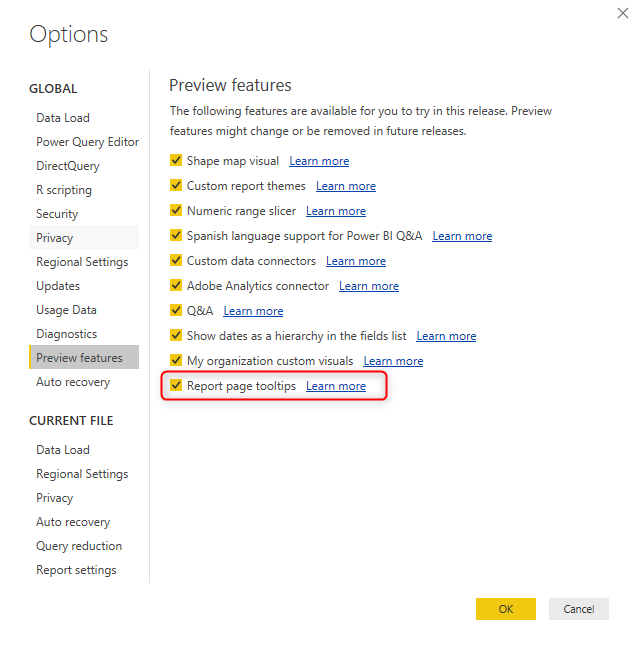 Options
GLOBAL
Data Load
Power Query Editor
DirectQuery
R scripting
Security
Privacy
Regional Settings
Updates
Usage Data
Diagnostics
Preview features
Auto recovery
CURRENT FILE
Data Load
Regional Settings
Privacy
Auto recovery
Query reduction
Report settings
Preview features
The following features are available for you to try in this release. Preview
features might change or be removed in future releases.
Shape map visual Learn more
Custom report themes Learn more
Numeric range slicer Learn more
Spanish language support for Power BI Q&A Learn more
Custom data connectors Learn more
Adobe Analytics connector Learn more
Q&A Learn more
Show dates as a hierarchy in the fields list Learn more
My organization custom visuals Learn more
Report page tooltips Learn more
OK Cancel